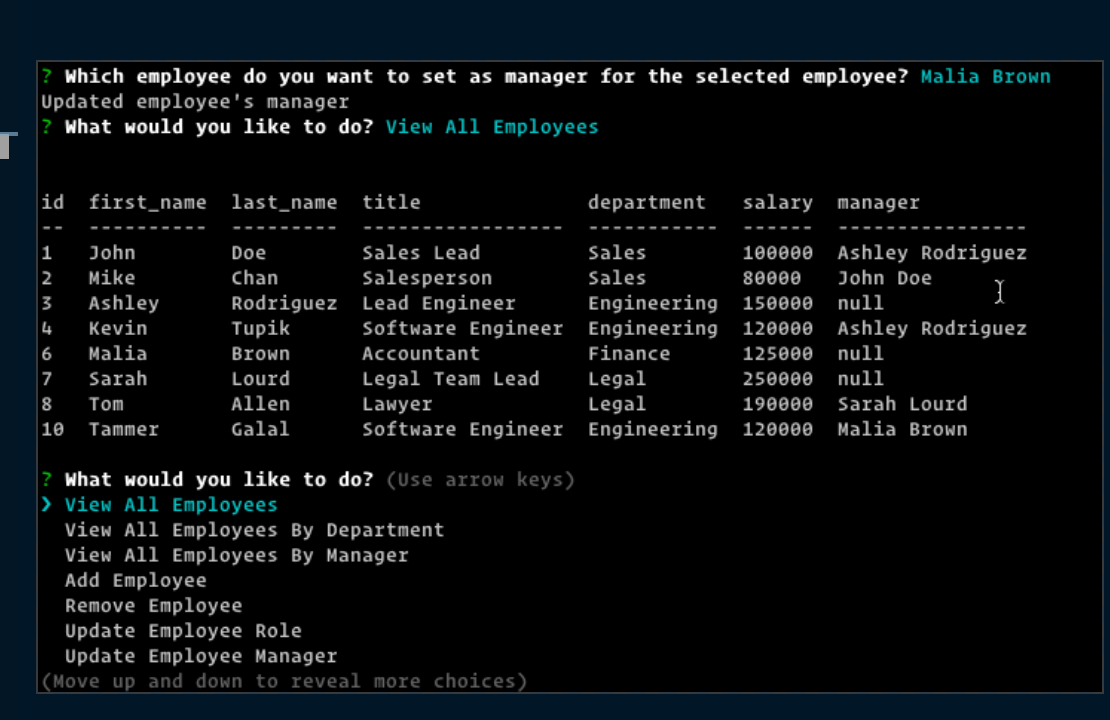 ? Which employee do you want to set as manager for the selected employee? Malia Brown
Updated employee's manager
? What would you like to do? View All Employees
id  first_name  last_name  title              department   salary  manager
--  ----------  ---------  -----------------  -----------  ------  ----------------
1   John        Doe        Sales Lead         Sales        100000  Ashley Rodriguez
2   Mike        Chan       Salesperson        Sales        80000   John Doe
3   Ashley      Rodriguez  Lead Engineer      Engineering  150000  null
4   Kevin       Tupik      Software Engineer  Engineering  120000  Ashley Rodriguez
6   Malia       Brown      Accountant         Finance      125000  null
7   Sarah       Lourd      Legal Team Lead    Legal        250000  null
8   Tom         Allen      Lawyer             Legal        190000  Sarah Lourd
10  Tammer      Galal      Software Engineer  Engineering  120000  Malia Brown
? What would you like to do? (Use arrow keys)
❯ View All Employees
  View All Employees By Department
  View All Employees By Manager
  Add Employee
  Remove Employee
  Update Employee Role
  Update Employee Manager
(Move up and down to reveal more choices)